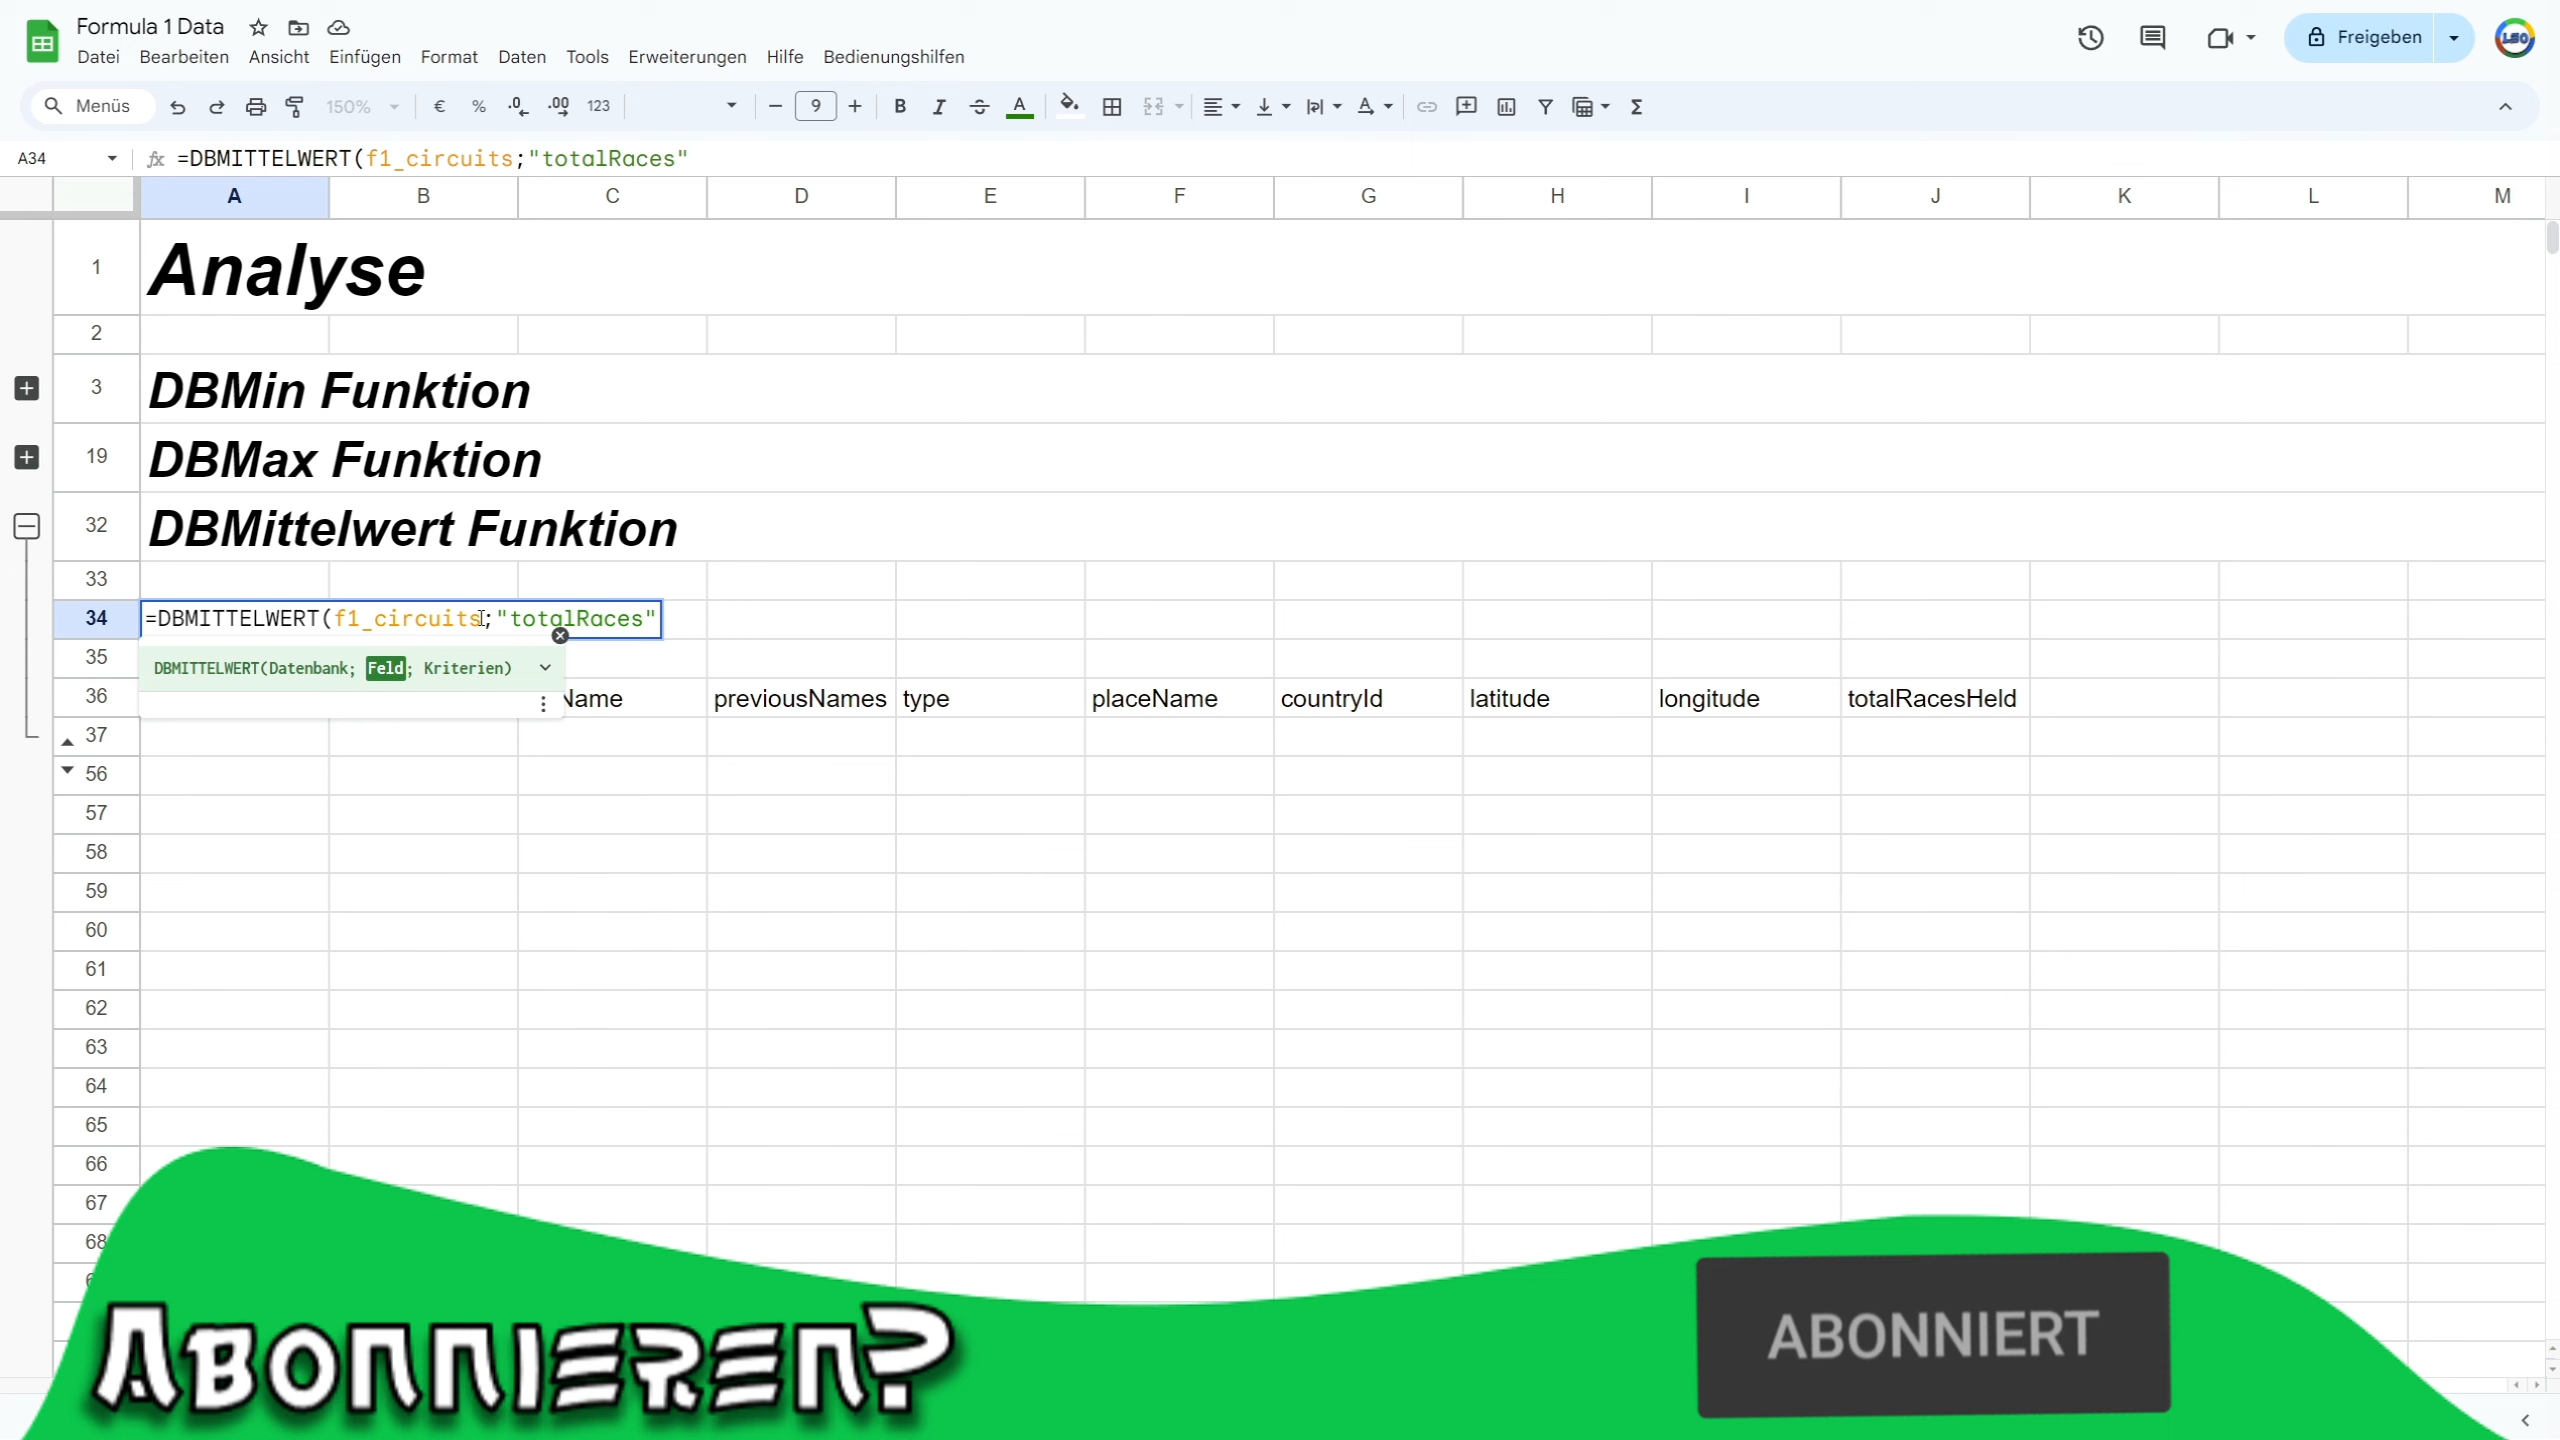 Formula 1 Data
Datei Bearbeiten Ansicht Einfügen Format Daten Tools Erweiterungen Hilfe Bedienungshilfen
Freigeben
LSO
Menüs 150% € % .0 .00 123 9 B I A Σ
A34 fx =DBMITTELWERT(f1_circuits;"totalRaces"
A B C D E F G H I J K L M
1 Analyse
2
3 DBMin Funktion
19 DBMax Funktion
32 DBMittelwert Funktion
33
34 =DBMITTELWERT(f1_circuits;"totalRaces"
35 DBMITTELWERT(Datenbank; Feld; Kriterien)
36 Name previousNames type placeName countryId latitude longitude totalRacesHeld
37
56
57
58
59
60
61
62
63
64
65
66
67
68
ABONNIEREN?
ABONNIERT